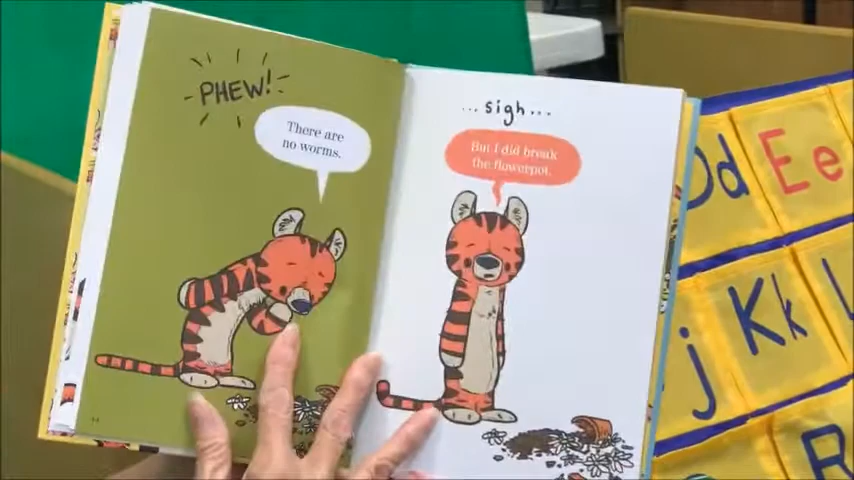 PHEW!
There are
no worms.
...sigh...
But I did break
the flowerpot.
Dd
Ee
j
Kk
L
P